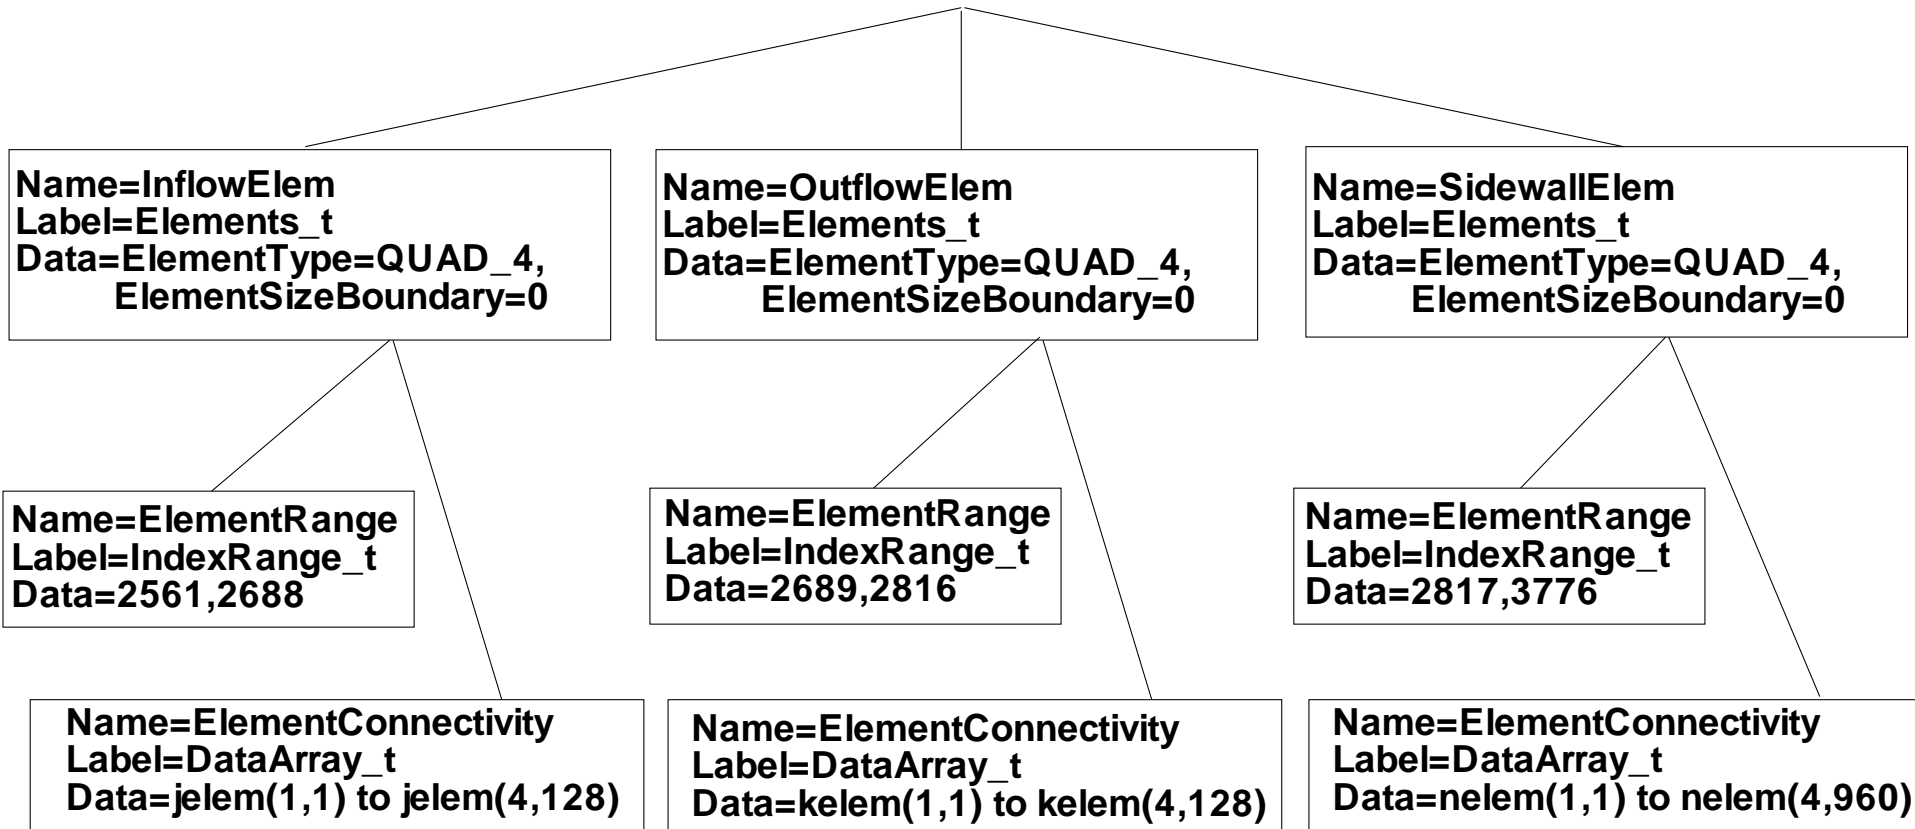 Name=InflowElem
Label=Elements_t
Data=ElementType=QUAD_4,
ElementSizeBoundary=0
Name=OutflowElem
Label=Elements_t
Data=ElementType=QUAD_4,
ElementSizeBoundary=0
Name=SidewallElem
Label=Elements_t
Data=ElementType=QUAD_4,
ElementSizeBoundary=0
Name=ElementRange
Label=IndexRange_t
Data=2561,2688
Name=ElementRange
Label=IndexRange_t
Data=2689,2816
Name=ElementRange
Label=IndexRange_t
Data=2817,3776
Name=ElementConnectivity
Label=DataArray_t
Data=jelem(1,1) to jelem(4,128)
Name=ElementConnectivity
Label=DataArray_t
Data=kelem(1,1) to kelem(4,128)
Name=ElementConnectivity
Label=DataArray_t
Data=nelem(1,1) to nelem(4,960)